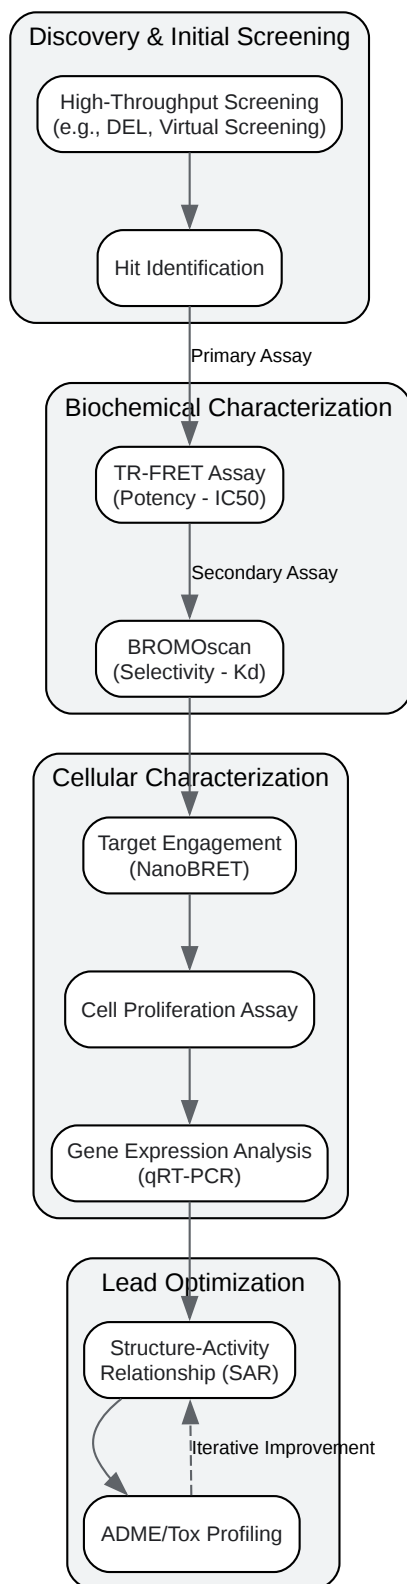 Discovery & Initial Screening
High-Throughput Screening
(e.g., DEL, Virtual Screening)
Hit Identification
Primary Assay
Biochemical Characterization
TR-FRET Assay
(Potency - IC50)
Secondary Assay
BROMOscan
(Selectivity - Kd)
Cellular Characterization
Target Engagement
(NanoBRET)
Cell Proliferation Assay
Gene Expression Analysis
(qRT-PCR)
Lead Optimization
Structure-Activity
Relationship (SAR)
Iterative Improvement
ADME/Tox Profiling